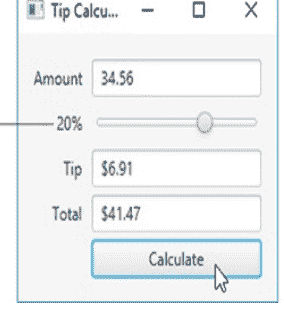 Tip Calcu...
Amount 34.56
20%
Tip $6.91
Total $41.47
Calculate